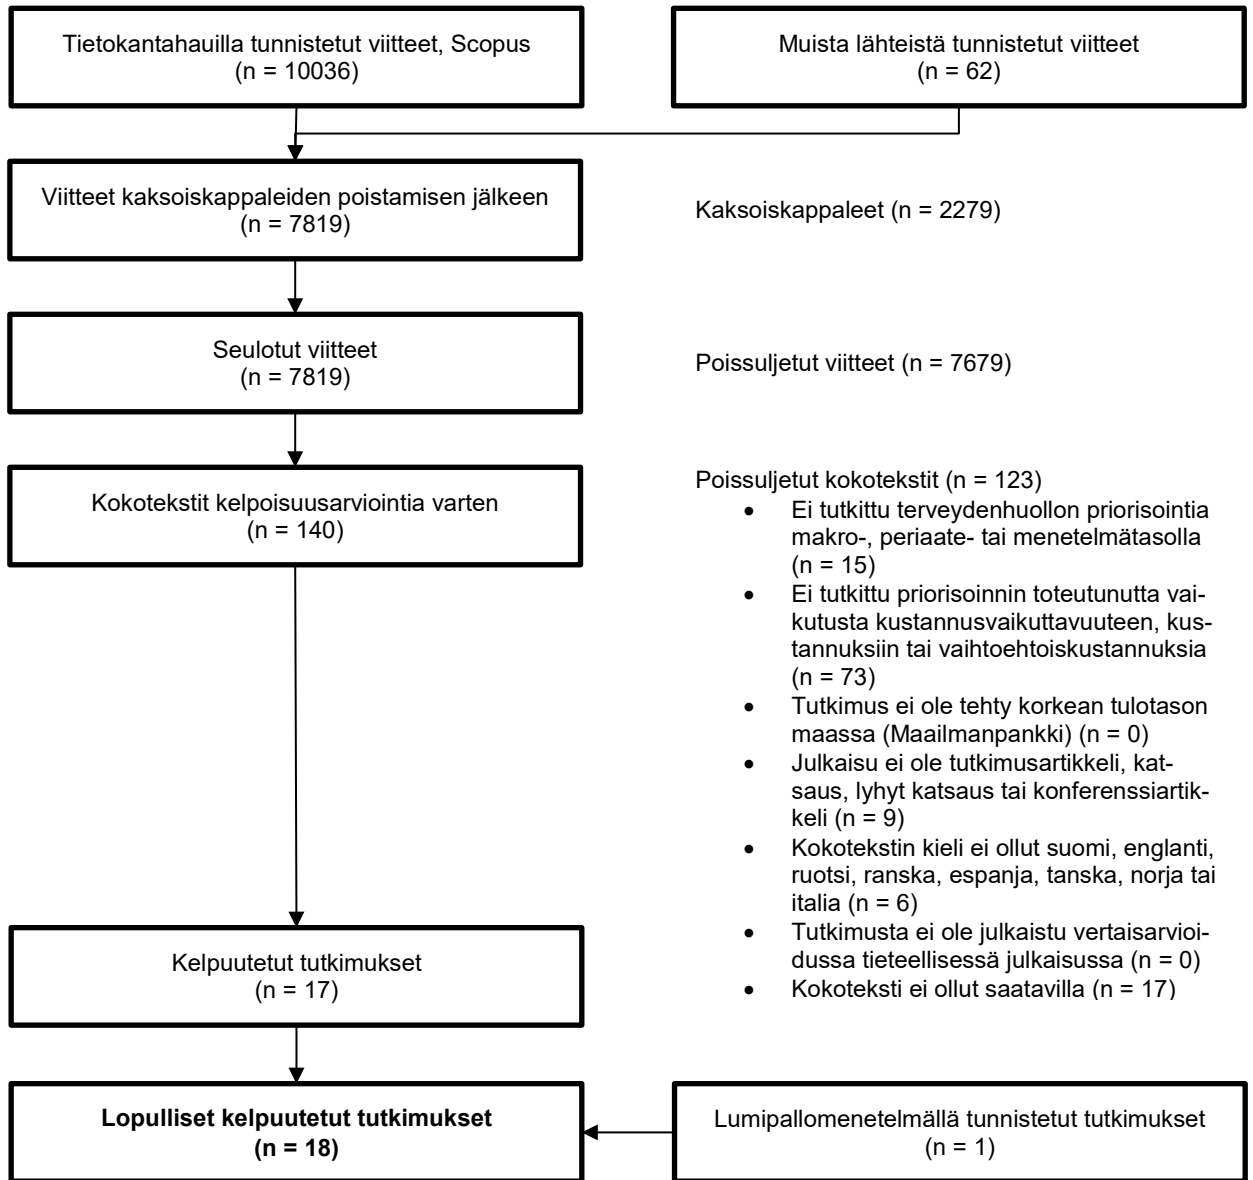 Tietokantahauilla tunnistetut viitteet, Scopus
(n = 10036)
Muista lähteistä tunnistetut viitteet
(n = 62)
Viitteet kaksoiskappaleiden poistamisen jälkeen
(n = 7819)
Kaksoiskappaleet (n = 2279)
Seulotut viitteet
(n = 7819)
Poissuljetut viitteet (n = 7679)
Kokotekstit kelpoisuusarviointia varten
(n = 140)
Poissuljetut kokotekstit (n = 123)
• Ei tutkittu terveydenhuollon priorisointia
makro-, periaate- tai menetelmätasolla
(n = 15)
• Ei tutkittu priorisoinnin toteutunutta vai-
kutusta kustannusvaikuttavuuteen, kus-
tannuksiin tai vaihtoehtoiskustannuksia
(n = 73)
• Tutkimus ei ole tehty korkean tulotason
maassa (Maailmanpankki) (n = 0)
• Julkaisu ei ole tutkimusartikkeli, kat-
saus, lyhyt katsaus tai konferenssiartik-
keli (n = 9)
• Kokotekstin kieli ei ollut suomi, englanti,
ruotsi, ranska, espanja, tanska, norja tai
italia (n = 6)
• Tutkimusta ei ole julkaistu vertaisarvioi-
dussa tieteellisessä julkaisussa (n = 0)
• Kokoteksti ei ollut saatavilla (n = 17)
Kelpuutetut tutkimukset
(n = 17)
Lopulliset kelpuutetut tutkimukset
(n = 18)
Lumipallomenetelmällä tunnistetut tutkimukset
(n = 1)